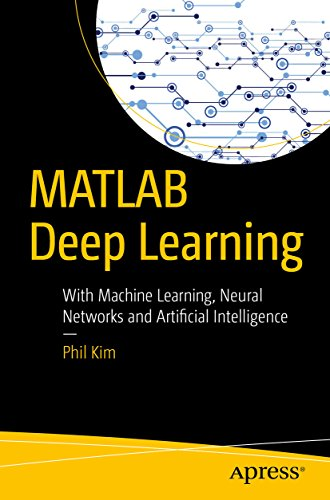 MATLAB
Deep Learning
With Machine Learning, Neural
Networks and Artificial Intelligence
—
Phil Kim
Apress®